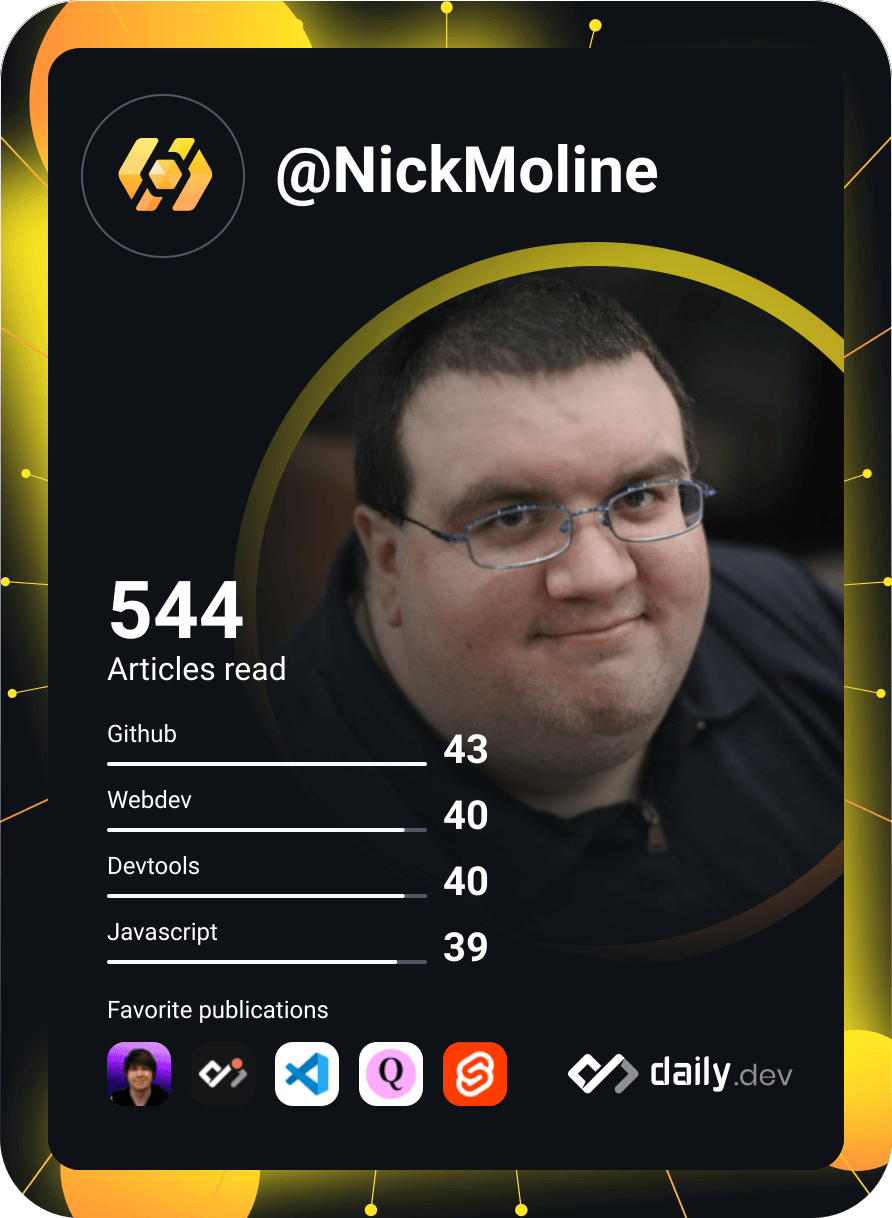 @NickMoline
544
Articles read
Github
43
Webdev
40
Devtools
40
Javascript
39
Favorite publications
Q
daily.dev